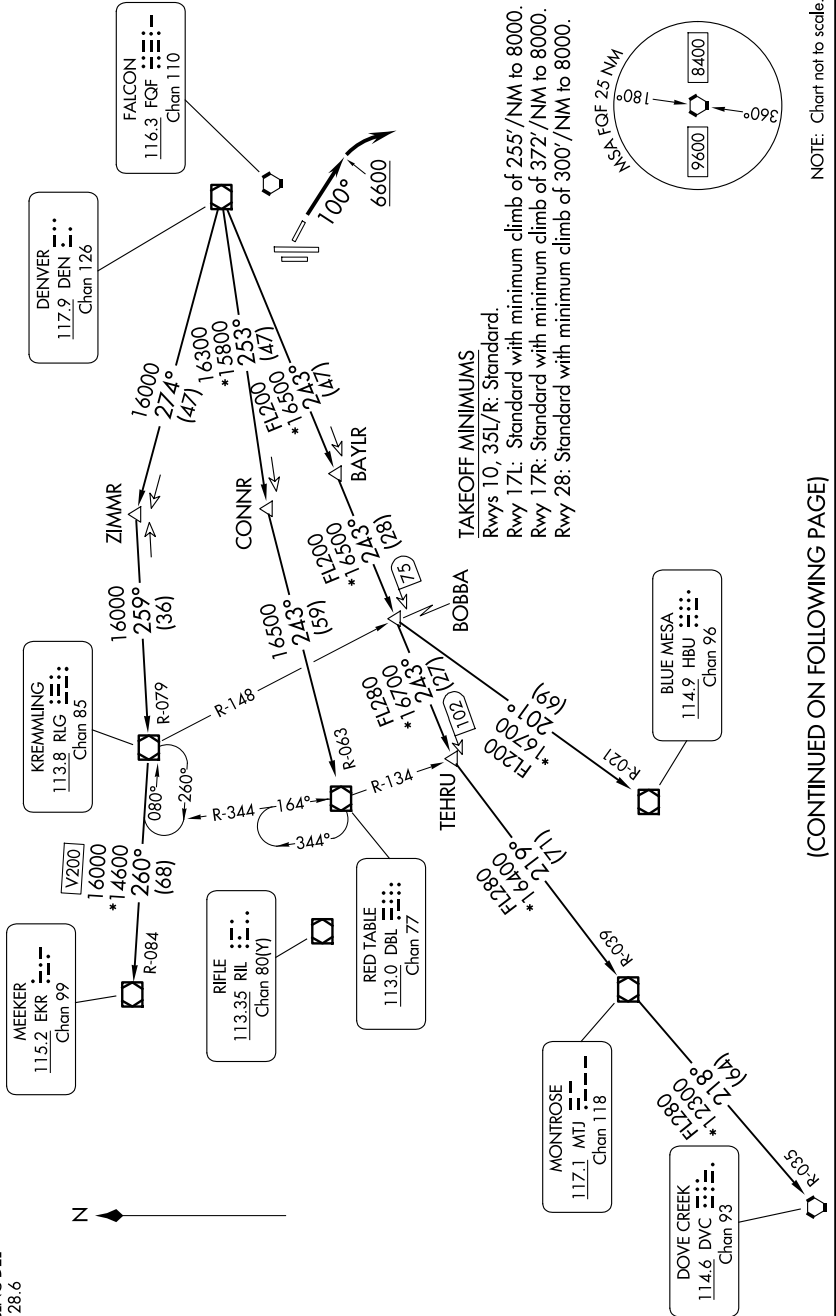 28.6
N
MEEKER
115.2 EKR
Chan 99
R-084
V200
16000
*14600
260°
(68)
KREMMLING
113.8 RLG
Chan 85
080°
260°
R-079
16000
259°
(36)
ZIMMR
16000
274°
(47)
DENVER
117.9 DEN
Chan 126
FALCON
116.3 FQF
Chan 110
100°
6600
16300
*15800
253°
(47)
CONNR
16500
243°
(59)
R-063
FL200
*16500
243°
(47)
BAYLR
FL200
*16500
243°
(28)
75
BOBBA
R-148
R-344
164°
344°
R-134
RIFLE
113.35 RIL
Chan 80(Y)
RED TABLE
113.0 DBL
Chan 77
FL280
*16700
243°
(27)
102
TEHRU
FL200
*16700
201°
(69)
R-021
BLUE MESA
114.9 HBU
Chan 96
FL280
*16400
219°
(71)
R-039
MONTROSE
117.1 MTJ
Chan 118
FL280
*12300
218°
(64)
R-035
DOVE CREEK
114.6 DVC
Chan 93
TAKEOFF MINIMUMS
Rwys 10, 35L/R: Standard.
Rwy 17L: Standard with minimum climb of 255'/NM to 8000.
Rwy 17R: Standard with minimum climb of 372'/NM to 8000.
Rwy 28: Standard with minimum climb of 300'/NM to 8000.
MSA FQF 25 NM
180°
360°
9600
8400
NOTE: Chart not to scale.
(CONTINUED ON FOLLOWING PAGE)